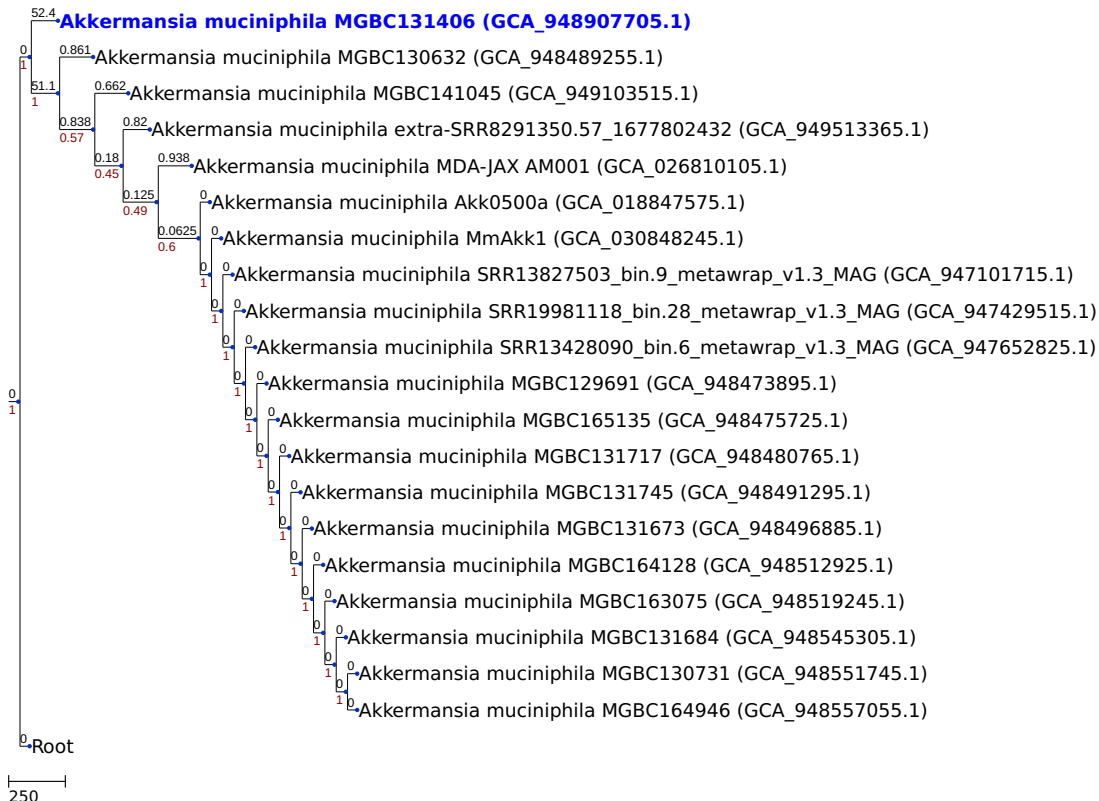 52.4
Akkermansia muciniphila MGBC131406 (GCA_948907705.1)
0
1
0.861
Akkermansia muciniphila MGBC130632 (GCA_948489255.1)
51.1
1
0.662
Akkermansia muciniphila MGBC141045 (GCA_949103515.1)
0.838
0.57
0.82
Akkermansia muciniphila extra-SRR8291350.57_1677802432 (GCA_949513365.1)
0.18
0.45
0.938
Akkermansia muciniphila MDA-JAX AM001 (GCA_026810105.1)
0.125
0.49
0
Akkermansia muciniphila Akk0500a (GCA_018847575.1)
0.0625
0.6
0
Akkermansia muciniphila MmAkk1 (GCA_030848245.1)
0
1
0
Akkermansia muciniphila SRR13827503_bin.9_metawrap_v1.3_MAG (GCA_947101715.1)
0
1
0
Akkermansia muciniphila SRR19981118_bin.28_metawrap_v1.3_MAG (GCA_947429515.1)
0
1
0
Akkermansia muciniphila SRR13428090_bin.6_metawrap_v1.3_MAG (GCA_947652825.1)
0
1
0
Akkermansia muciniphila MGBC129691 (GCA_948473895.1)
0
1
0
Akkermansia muciniphila MGBC165135 (GCA_948475725.1)
0
1
0
Akkermansia muciniphila MGBC131717 (GCA_948480765.1)
0
1
0
Akkermansia muciniphila MGBC131745 (GCA_948491295.1)
0
1
0
Akkermansia muciniphila MGBC131673 (GCA_948496885.1)
0
1
0
Akkermansia muciniphila MGBC164128 (GCA_948512925.1)
0
1
0
Akkermansia muciniphila MGBC163075 (GCA_948519245.1)
0
1
0
Akkermansia muciniphila MGBC131684 (GCA_948545305.1)
0
1
0
Akkermansia muciniphila MGBC130731 (GCA_948551745.1)
0
1
0
Akkermansia muciniphila MGBC164946 (GCA_948557055.1)
0
1
0
Root
250